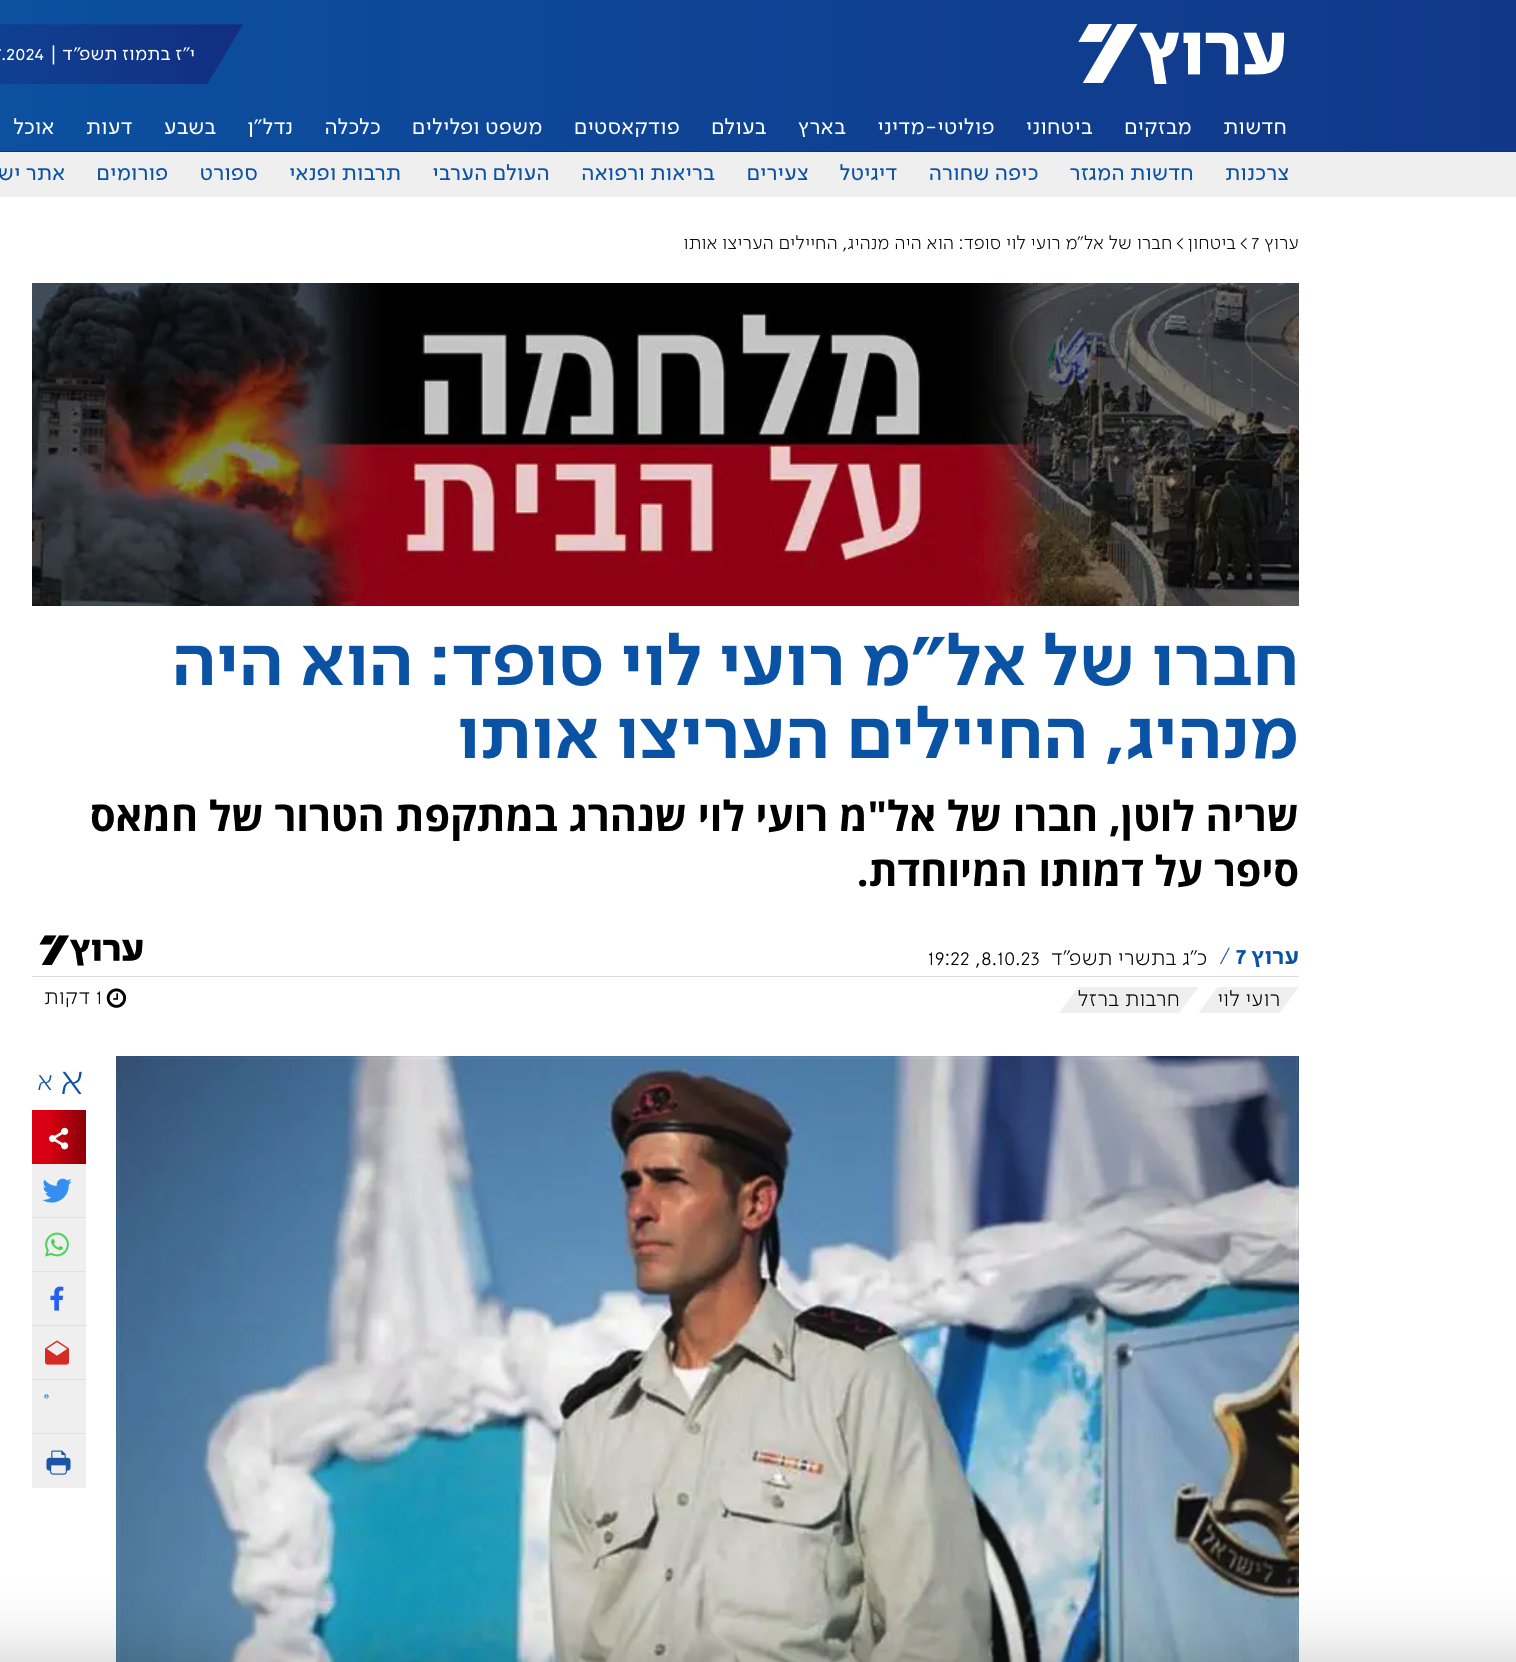 ערוץ 7
י"ז בתמוז תשפ"ד | .2024
חדשות מבזקים ביטחוני פוליטי-מדיני בארץ בעולם פודקאסטים משפט ופלילים כלכלה נדל"ן בשבע דעות אוכל
צרכנות חדשות המגזר כיפה שחורה דיגיטל צעירים בריאות ורפואה העולם הערבי תרבות ופנאי ספורט פורומים אתר יש
ערוץ 7 > ביטחון > חברו של אל"מ רועי לוי סופד: הוא היה מנהיג, החיילים העריצו אותו
מלחמה
על הבית
חברו של אל"מ רועי לוי סופד: הוא היה
מנהיג, החיילים העריצו אותו
שריה לוטן, חברו של אל"מ רועי לוי שנהרג במתקפת הטרור של חמאס
סיפר על דמותו המיוחדת.
ערוץ 7 / כ"ג בתשרי תשפ"ד 8.10.23, 19:22
ערוץ 7
רועי לוי חרבות ברזל
1 דקות
א א
לישראל